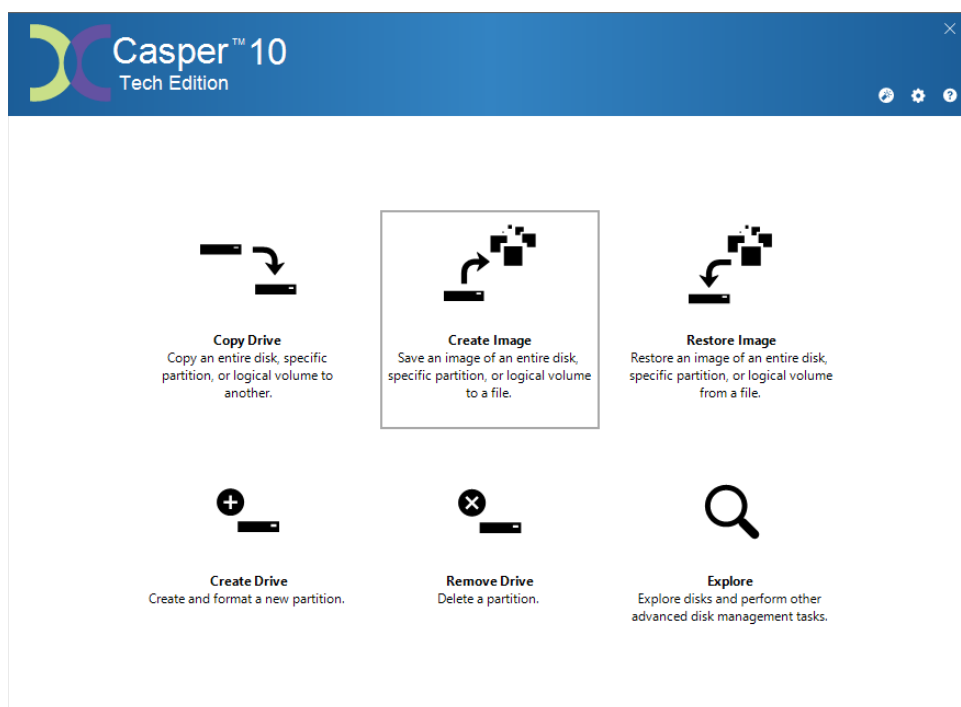 Casper™ 10
Tech Edition
Copy Drive
Copy an entire disk, specific
partition, or logical volume to
another.
Create Image
Save an image of an entire disk,
specific partition, or logical volume
to a file.
Restore Image
Restore an image of an entire disk,
specific partition, or logical volume
from a file.
Create Drive
Create and format a new partition.
Remove Drive
Delete a partition.
Explore
Explore disks and perform other
advanced disk management tasks.